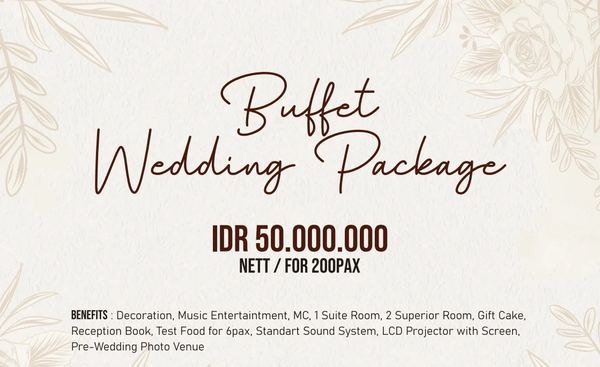 Buffet
Wedding Package
IDR 50.000.000
NETT / FOR 200PAX
BENEFITS : Decoration, Music Entertaintment, MC, 1 Suite Room, 2 Superior Room, Gift Cake,
Reception Book, Test Food for 6pax, Standart Sound System, LCD Projector with Screen,
Pre-Wedding Photo Venue